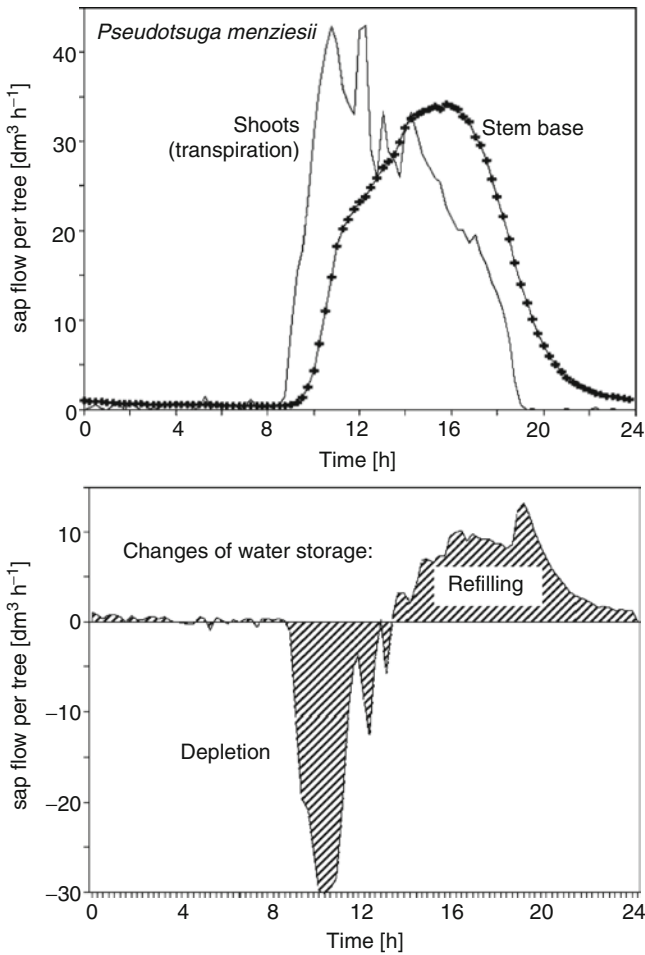 Pseudotsuga menziesii
40
30
20
10
0
sap flow per tree [dm³ h⁻¹]
Shoots
(transpiration)
Stem base
0 4 8 12 16 20 24
Time [h]
10
0
−10
−20
−30
sap flow per tree [dm³ h⁻¹]
Changes of water storage:
Refilling
Depletion
0 4 8 12 16 20 24
Time [h]